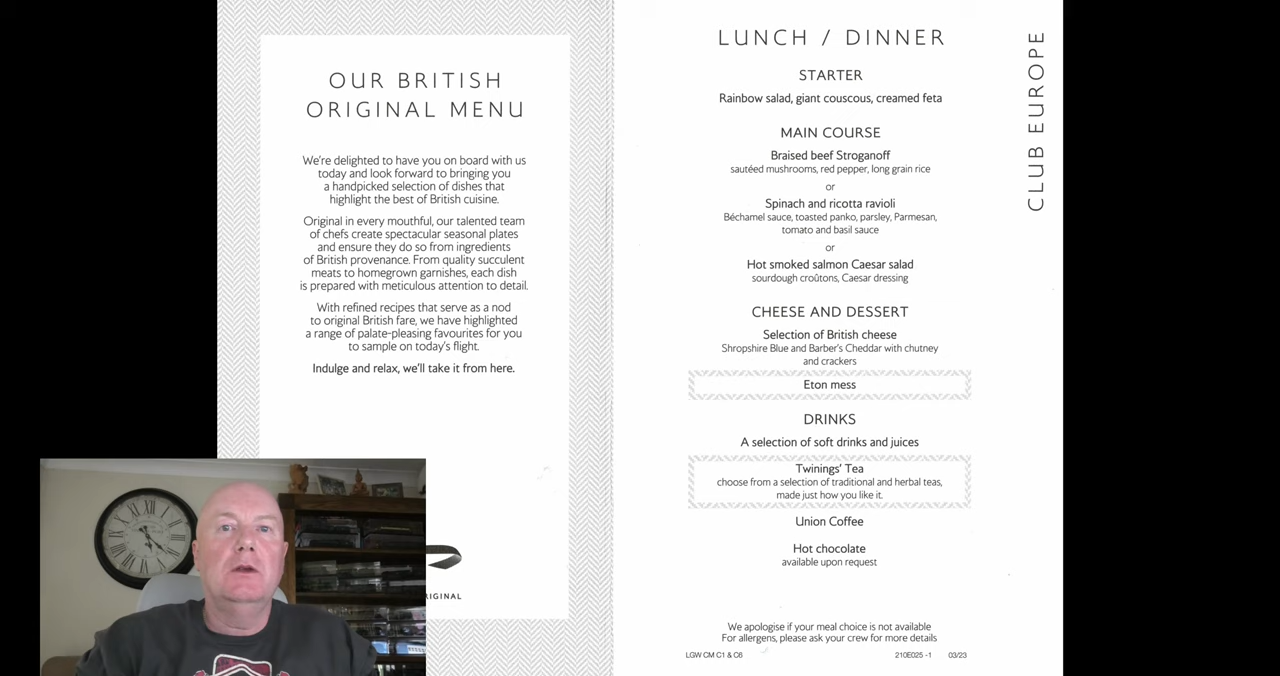 OUR BRITISH
ORIGINAL MENU
We're delighted to have you on board with us
today and look forward to bringing you
a handpicked selection of dishes that
highlight the best of British cuisine.
Original in every mouthful, our talented team
of chefs create spectacular seasonal plates
and ensure they do so from ingredients
of British provenance. From quality succulent
meats to homegrown garnishes, each dish
is prepared with meticulous attention to detail.
With refined recipes that serve as a nod
to original British fare, we have highlighted
a range of palate-pleasing favourites for you
to sample on today's flight.
Indulge and relax, we'll take it from here.
RIGINAL
LUNCH / DINNER
STARTER
Rainbow salad, giant couscous, creamed feta
MAIN COURSE
Braised beef Stroganoff
sautéed mushrooms, red pepper, long grain rice
or
Spinach and ricotta ravioli
Béchamel sauce, toasted panko, parsley, Parmesan,
tomato and basil sauce
or
Hot smoked salmon Caesar salad
sourdough croûtons, Caesar dressing
CHEESE AND DESSERT
Selection of British cheese
Shropshire Blue and Barber's Cheddar with chutney
and crackers
Eton mess
DRINKS
A selection of soft drinks and juices
Twinings' Tea
choose from a selection of traditional and herbal teas,
made just how you like it.
Union Coffee
Hot chocolate
available upon request
We apologise if your meal choice is not available
For allergens, please ask your crew for more details
LGW CM C1 & C6 210E025 -1 03/23
CLUB EUROPE